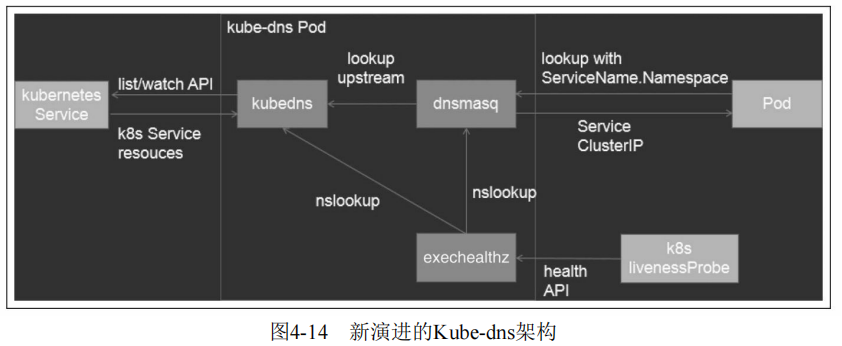 kube-dns Pod
lookup
upstream
lookup with
ServiceName.Namespace
list/watch API
kubernetes
Service
kubedns
dnsmasq
Pod
k8s Service
resouces
Service
ClusterIP
nslookup
nslookup
exechealthz
k8s
livenessProbe
health
API
图4-14 新演进的Kube-dns架构